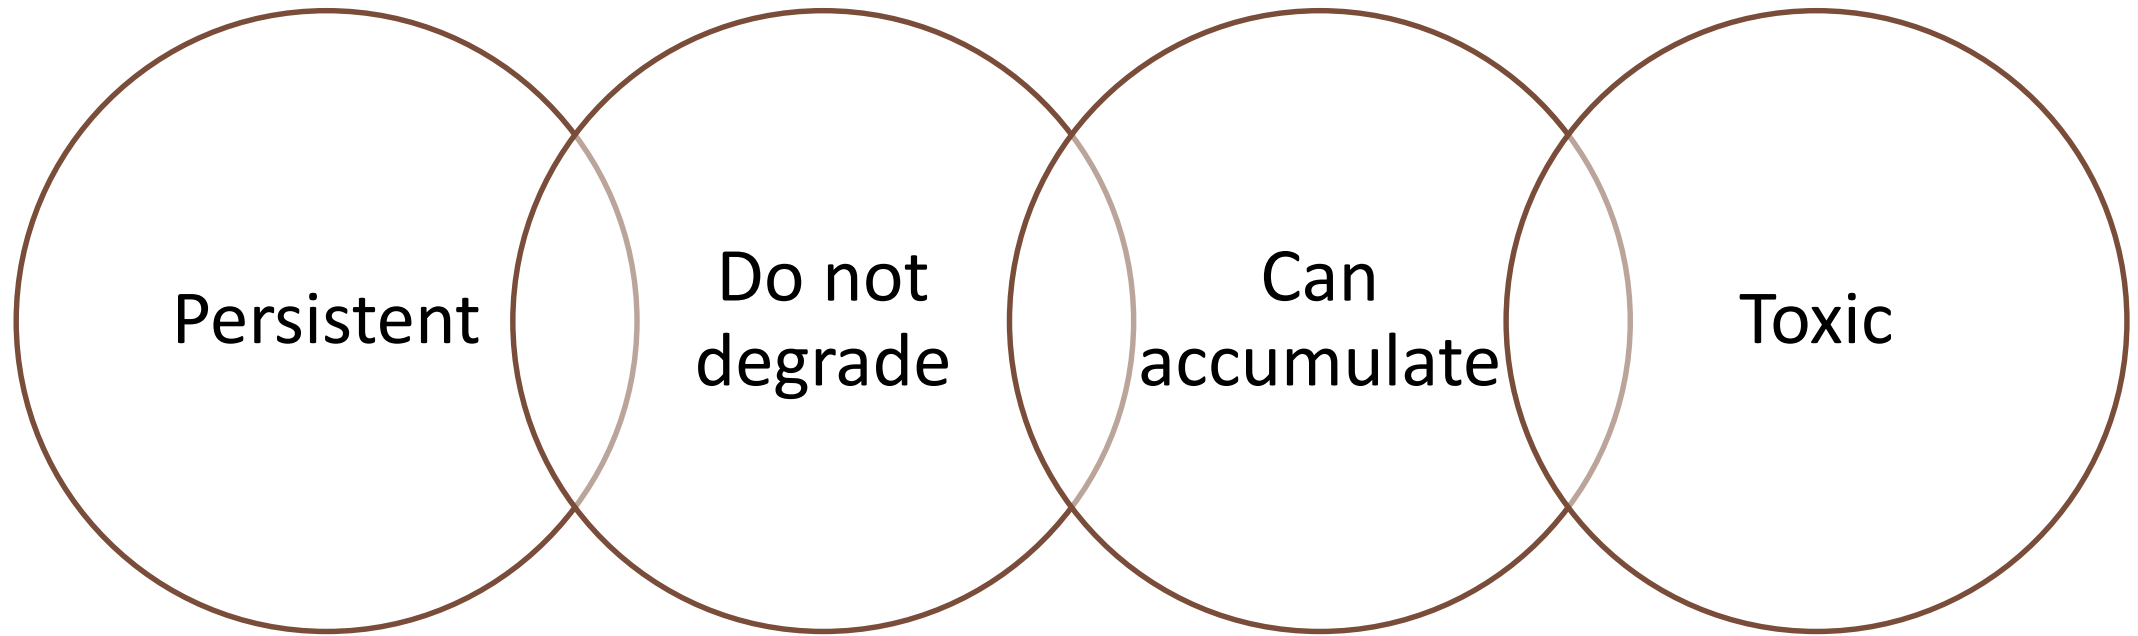 Persistent
Do not
degrade
Can
accumulate
Toxic